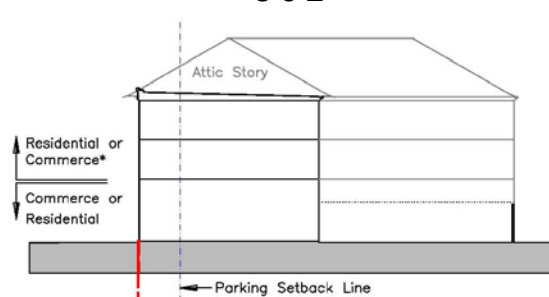 Attic Story
Residential or
Commerce*
Commerce or
Residential
Parking Setback Line